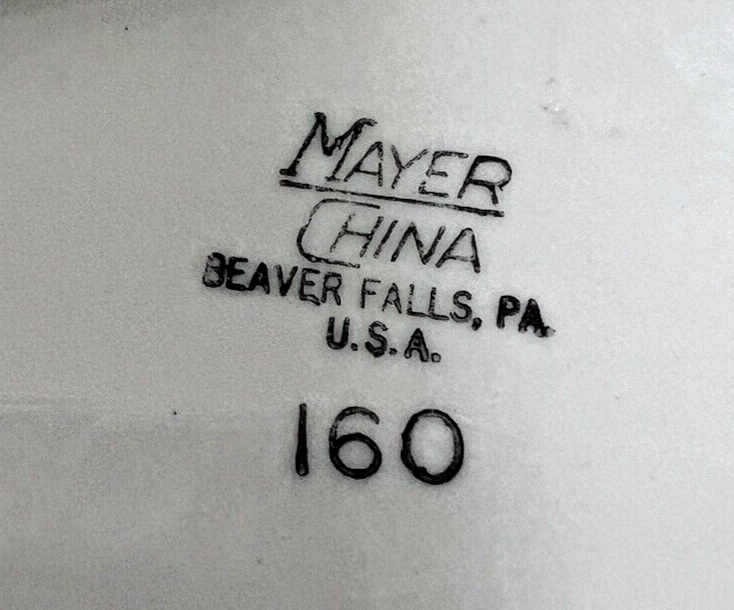 MAYER
CHINA
BEAVER FALLS, PA.
U.S.A.
160